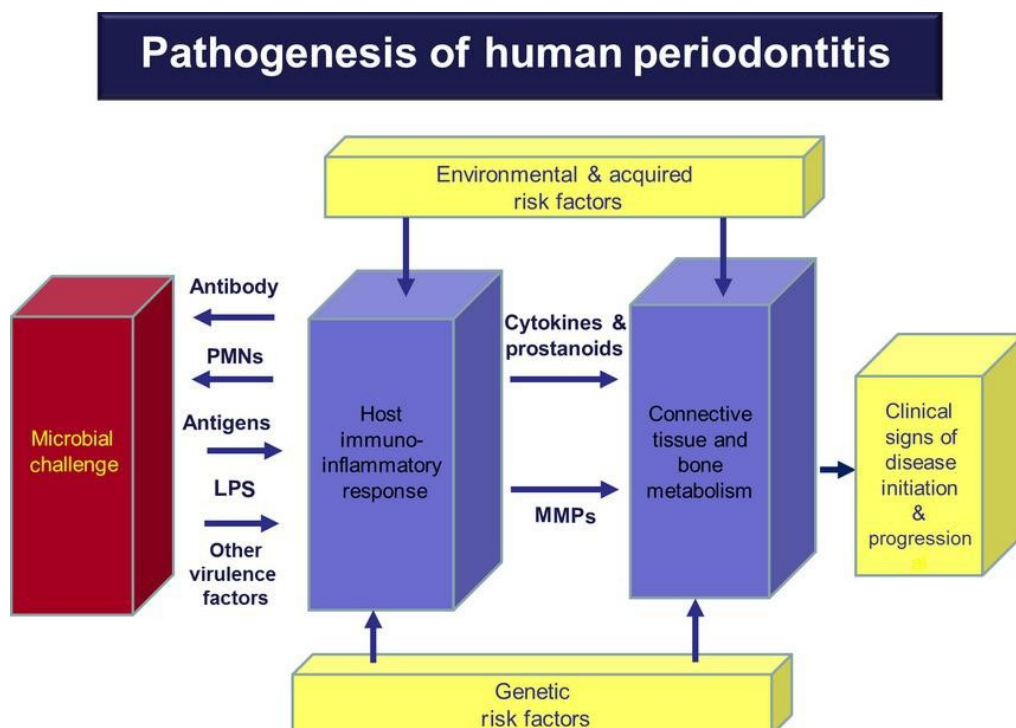 Pathogenesis of human periodontitis
Environmental & acquired
risk factors
Antibody
PMNs
Antigens
LPS
Other
virulence
factors
Microbial
challenge
Host
immuno-
inflammatory
response
Cytokines &
prostanoids
MMPs
Connective
tissue and
bone
metabolism
Clinical
signs of
disease
initiation
&
progression
al
Genetic
risk factors